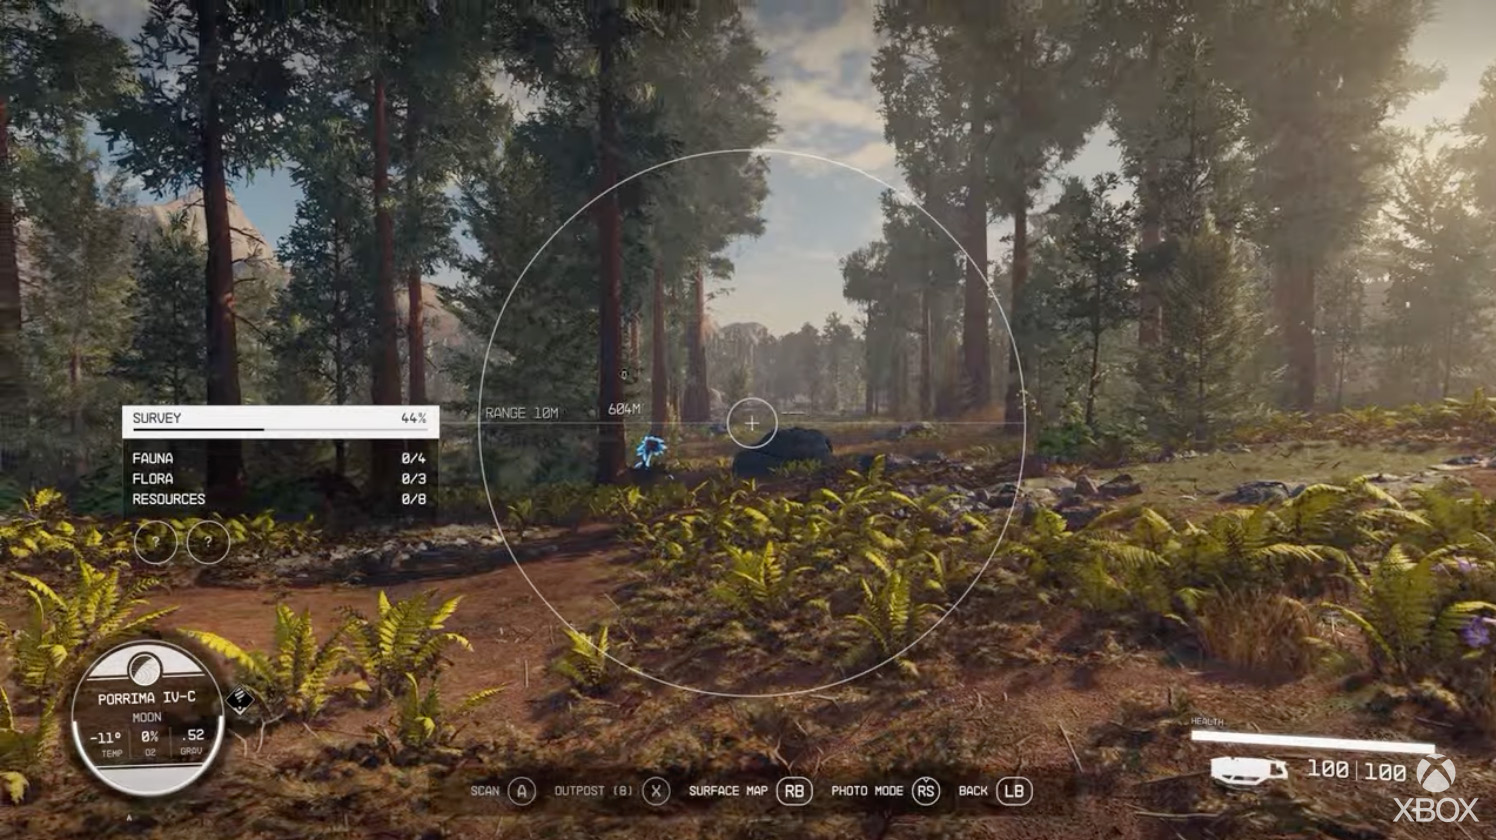 RANGE 10M
604M
SURVEY 44%
FAUNA 0/4
FLORA 0/3
RESOURCES 0/8
? ?
PORRIMA IV-C
MOON
-11° 0% .52
TEMP O2 GRAV
HEALTH
100|100
SCAN A OUTPOST (8) X SURFACE MAP RB PHOTO MODE RS BACK LB
XBOX